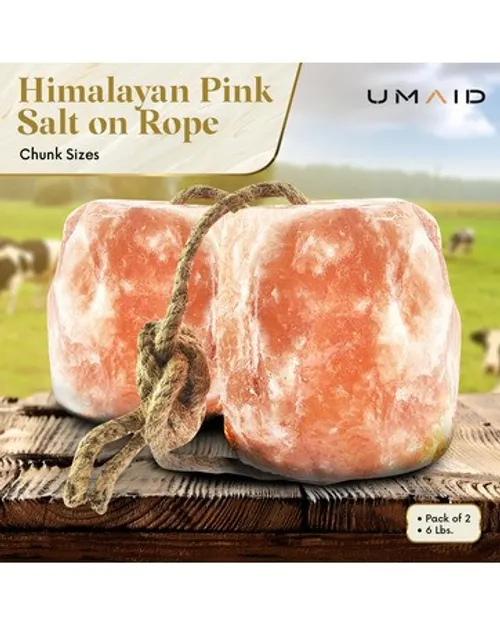 Himalayan Pink
Salt on Rope
Chunk Sizes
UMAID
• Pack of 2
• 6 Lbs.